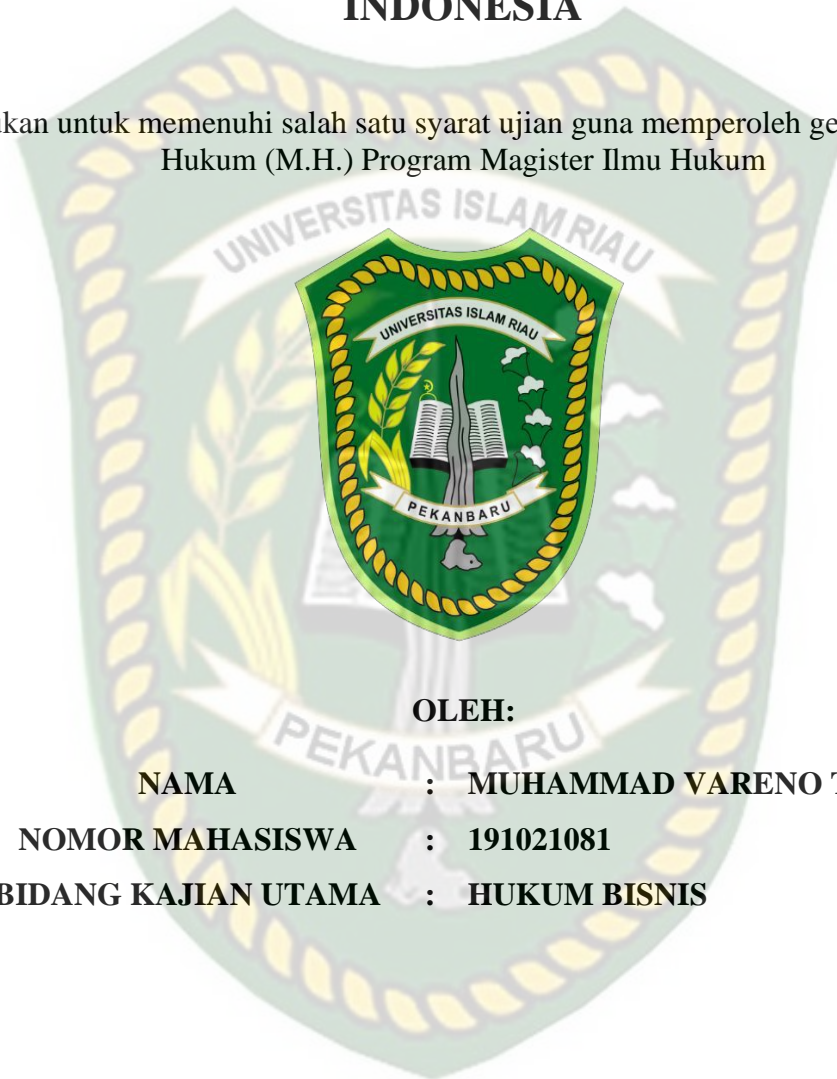 INDONESIA
ukan untuk memenuhi salah satu syarat ujian guna memperoleh ge
Hukum (M.H.) Program Magister Ilmu Hukum
UNIVERSITAS ISLAM RIAU
UNIVERSITAS ISLAM RIAU
PEKANBARU
OLEH:
PEKANBARU
NAMA : MUHAMMAD VARENO
NOMOR MAHASISWA : 191021081
BIDANG KAJIAN UTAMA : HUKUM BISNIS